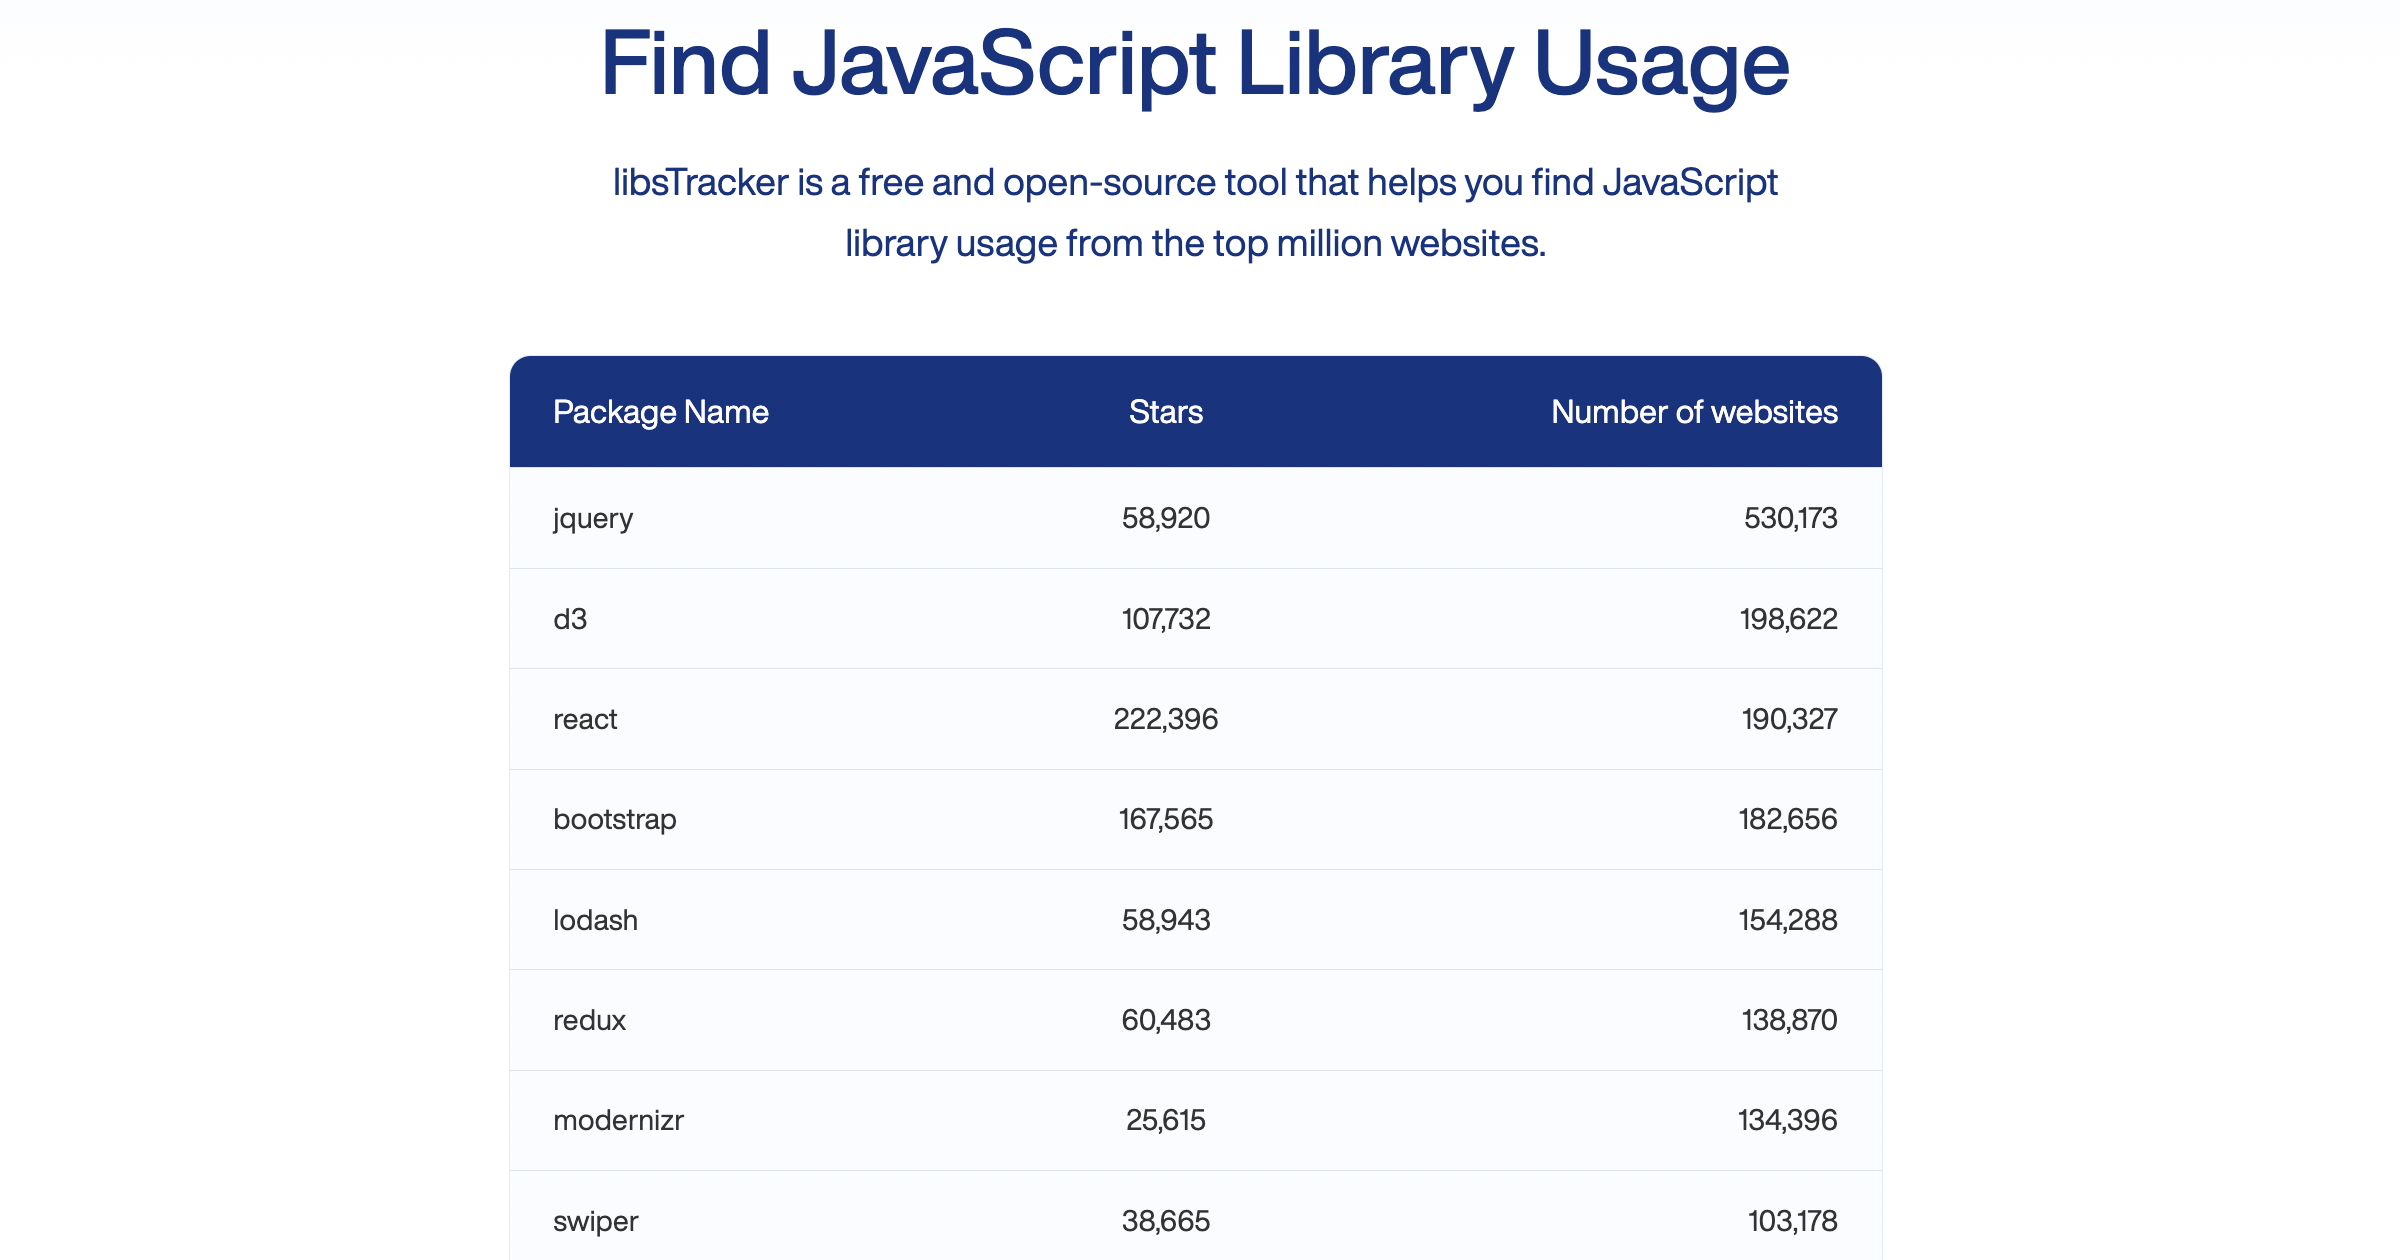 Find JavaScript Library Usage
libsTracker is a free and open-source tool that helps you find JavaScript
library usage from the top million websites.
Package Name Stars Number of websites
jquery 58,920 530,173
d3 107,732 198,622
react 222,396 190,327
bootstrap 167,565 182,656
lodash 58,943 154,288
redux 60,483 138,870
modernizr 25,615 134,396
swiper 38,665 103,178